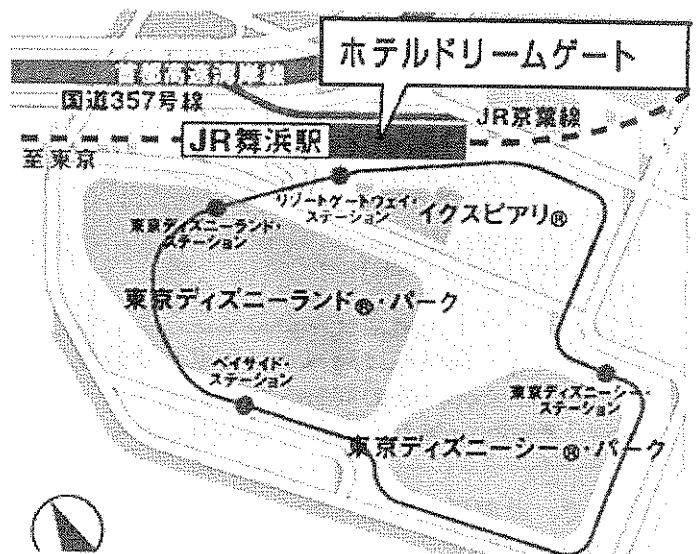 ホテルドリームゲート
国道357号線
JR京葉線
JR舞浜駅
至東京
リゾートゲートウェイ・
ステーション
イクスピアリ®
東京ディズニーランド・
ステーション
東京ディズニーランド®・パーク
ベイサイド・
ステーション
東京ディズニーシー・
ステーション
東京ディズニーシー®・パーク